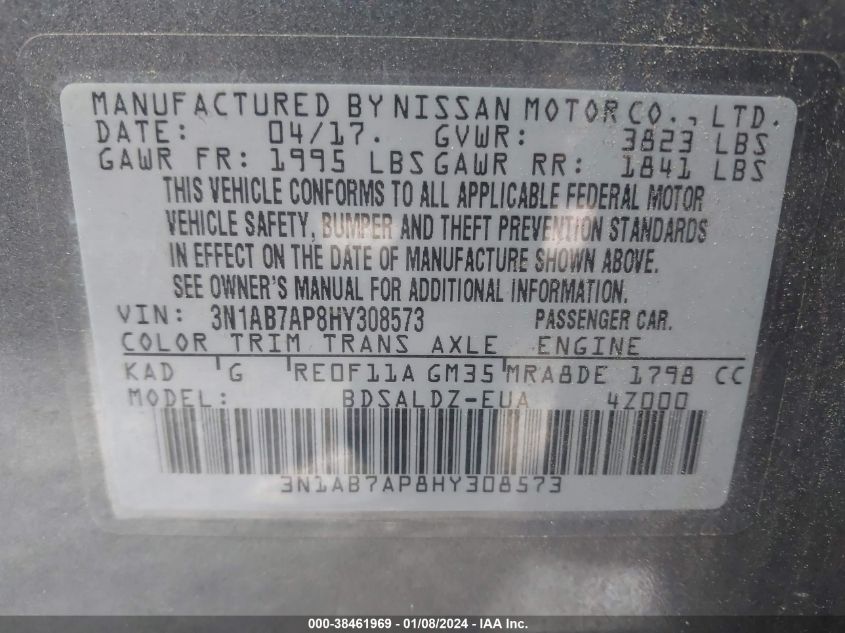 MANUFACTURED BY NISSAN MOTOR CO., LTD.
DATE: 04/17. GVWR: 3823 LBS
GAWR FR: 1995 LBS GAWR RR: 1841 LBS
THIS VEHICLE CONFORMS TO ALL APPLICABLE FEDERAL MOTOR
VEHICLE SAFETY, BUMPER AND THEFT PREVENTION STANDARDS
IN EFFECT ON THE DATE OF MANUFACTURE SHOWN ABOVE.
SEE OWNER'S MANUAL FOR ADDITIONAL INFORMATION.
VIN: 3N1AB7AP8HY308573 PASSENGER CAR.
COLOR TRIM TRANS AXLE ENGINE
KAD G RE0F11A GM35 MRA8DE 1798 CC
MODEL: BDSALDZ-EUA 4Z000
3N1AB7AP8HY308573
000-38461969 - 01/08/2024 - IAA Inc.